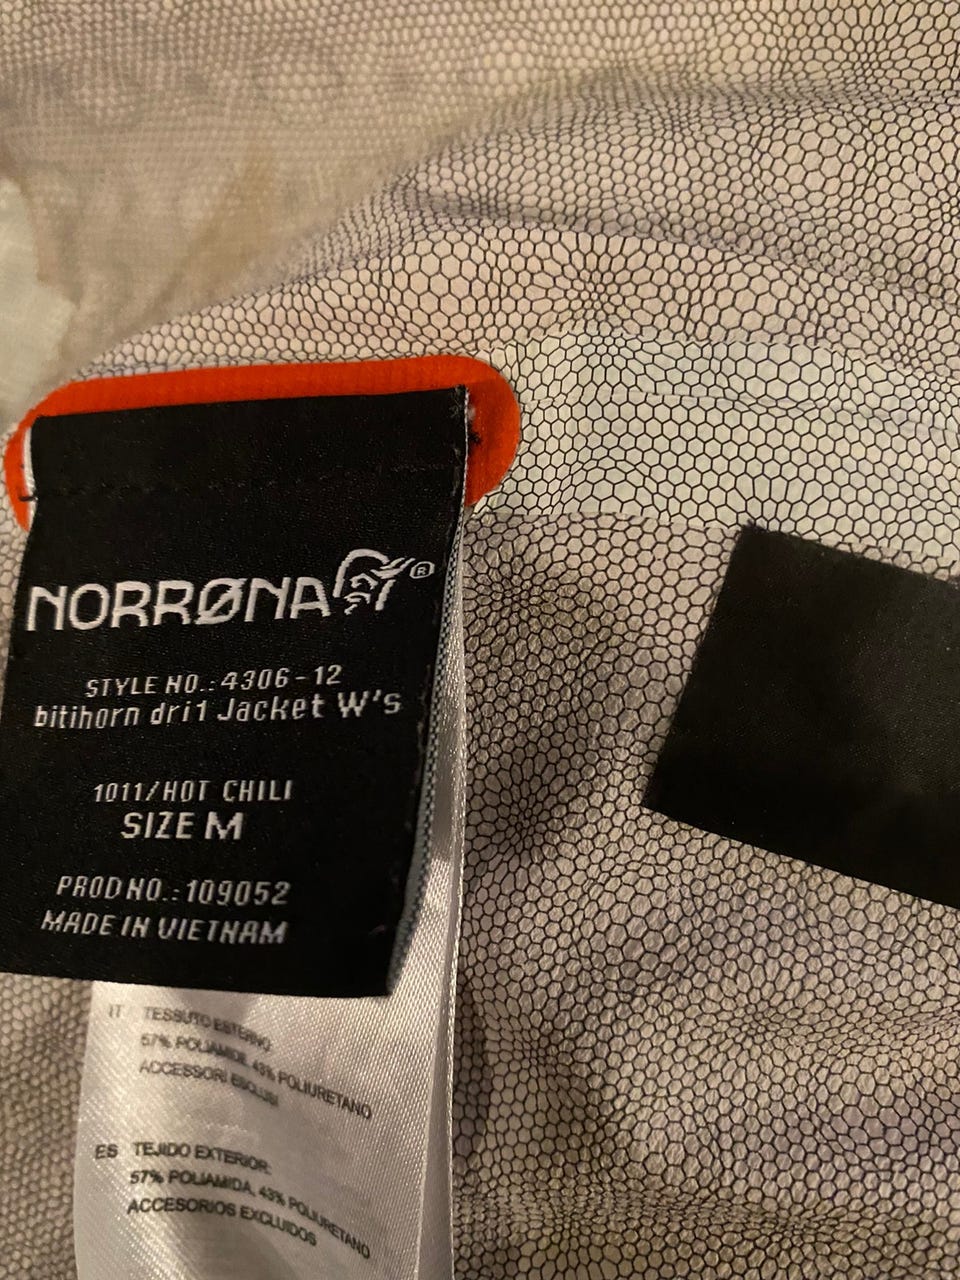 NORRØNA®
STYLE NO.: 4306-12
bitihorn dri1 Jacket W's
1011/HOT CHILI
SIZE M
PROD NO.: 109052
MADE IN VIETNAM
IT TESSUTO ESTERNO:
57% POLIAMIDE, 43% POLIURETANO
ACCESSORI ESCLUSI
ES TEJIDO EXTERIOR:
57% POLIAMIDA, 43% POLIURETANO
ACCESORIOS EXCLUIDOS